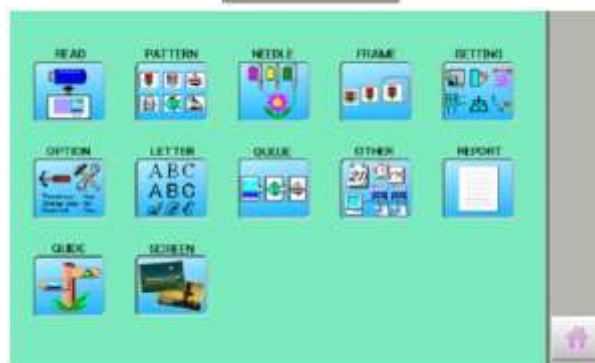 READ PATTERN NEEDLE FRAME SETTING
OPTION LETTER QUEUE OTHER REPORT
ABC
ABC
GUIDE SCREEN